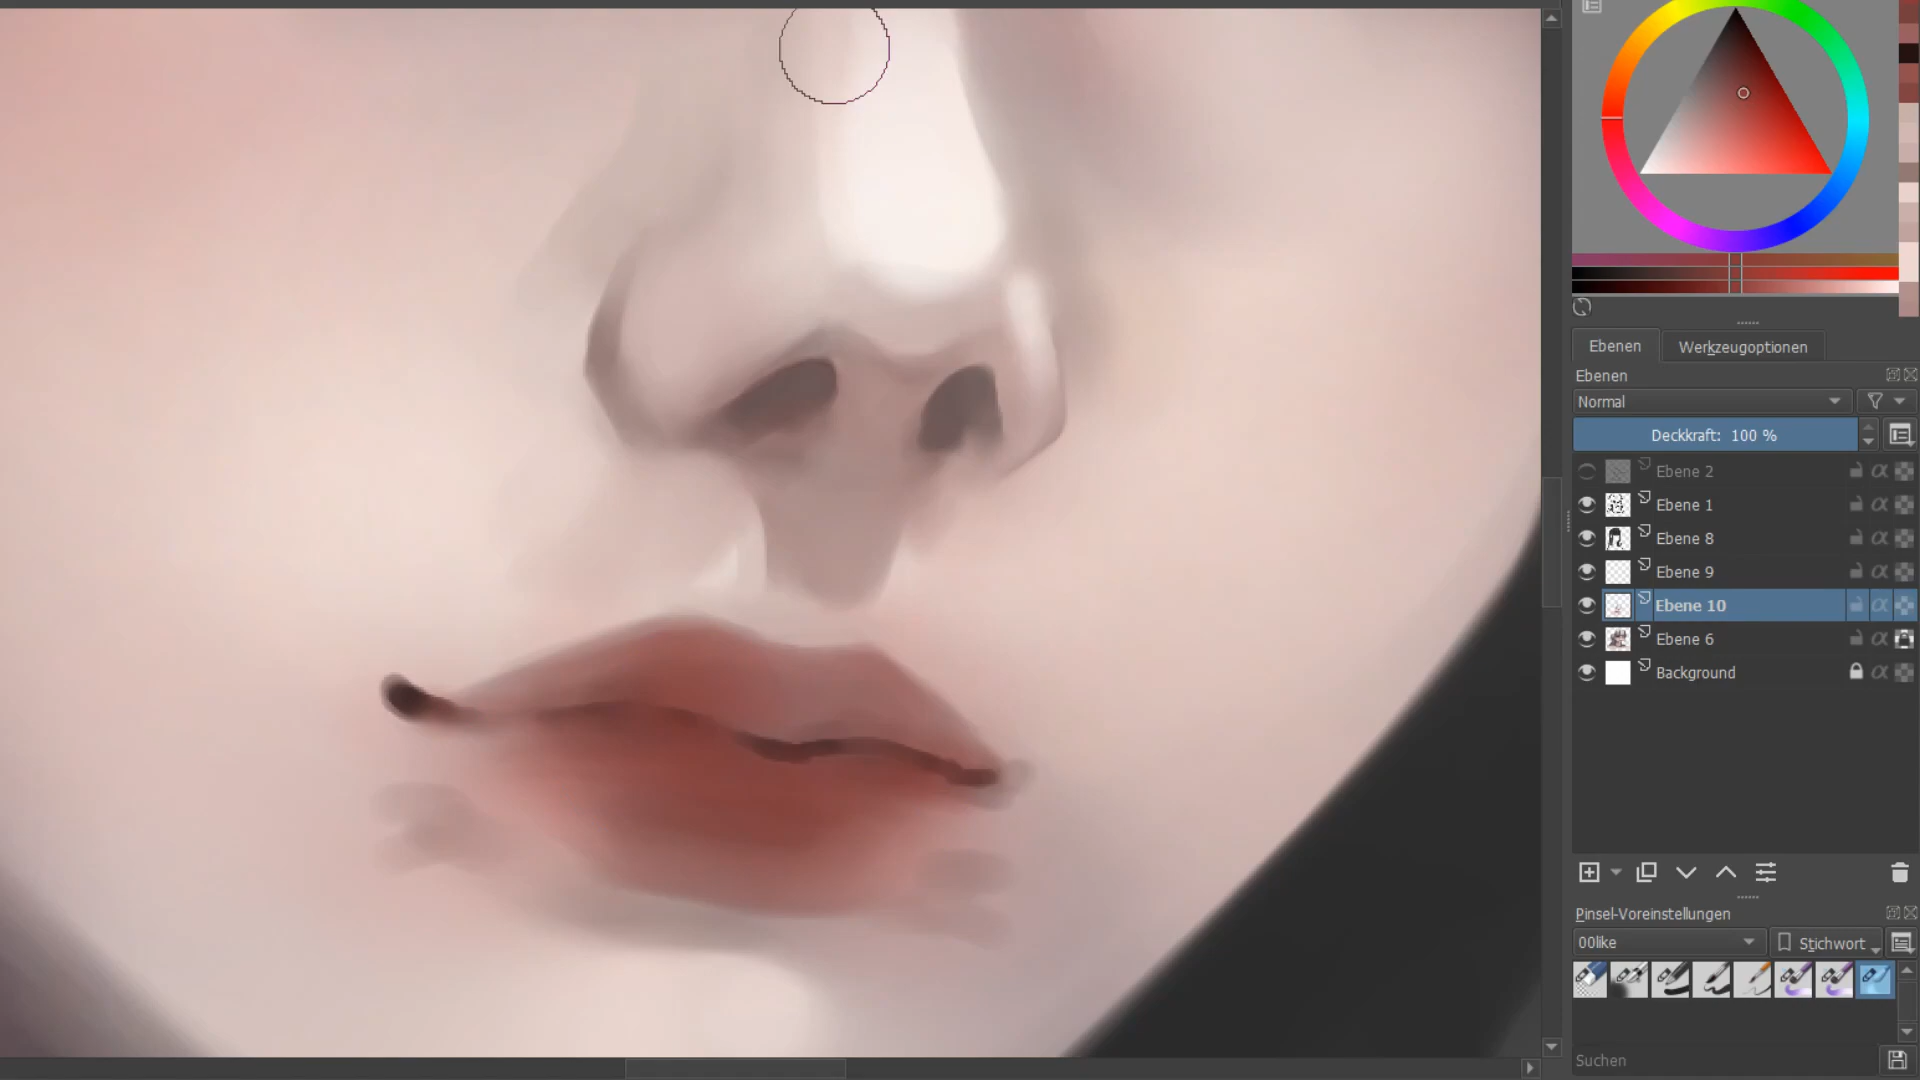 Ebenen
Werkzeugoptionen
Ebenen
Normal
Deckkraft: 100 %
Ebene 2
Ebene 1
Ebene 8
Ebene 9
Ebene 10
Ebene 6
Background
Pinsel-Voreinstellungen
00like
Stichwort
Suchen